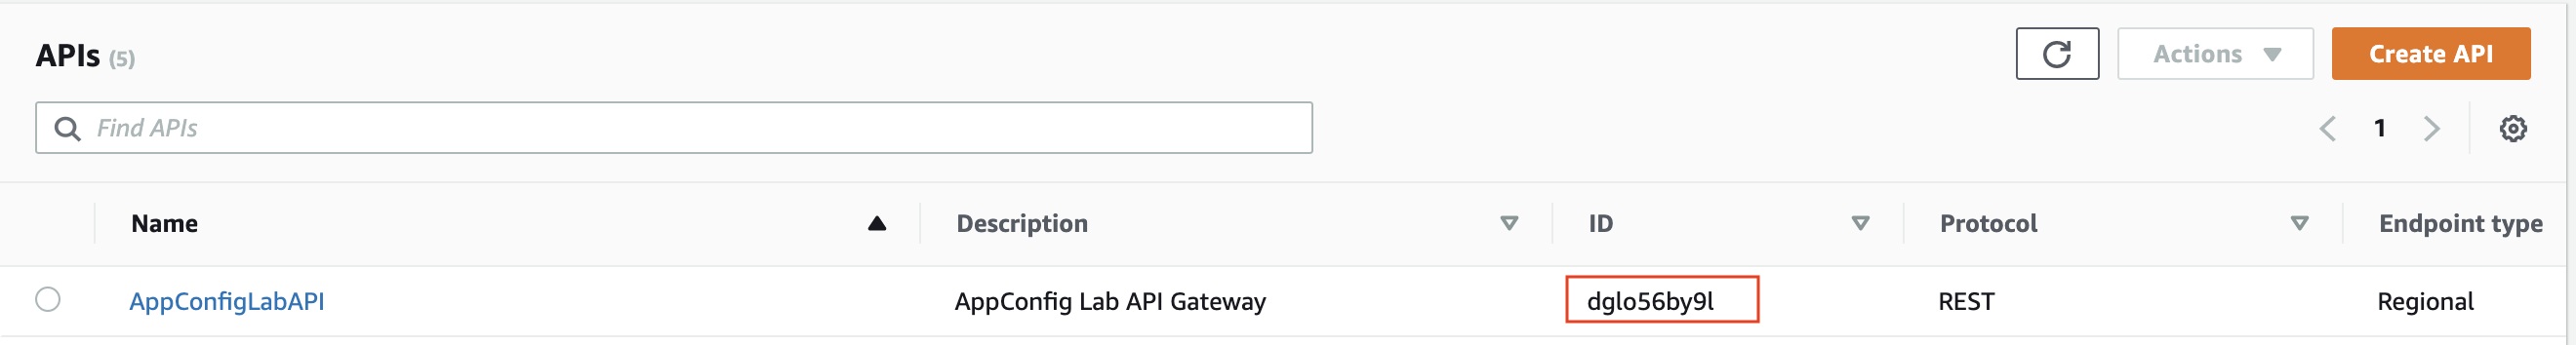 APIs (5)
Actions
Create API
Find APIs
1
Name Description ID Protocol Endpoint type
AppConfigLabAPI AppConfig Lab API Gateway dglo56by9l REST Regional